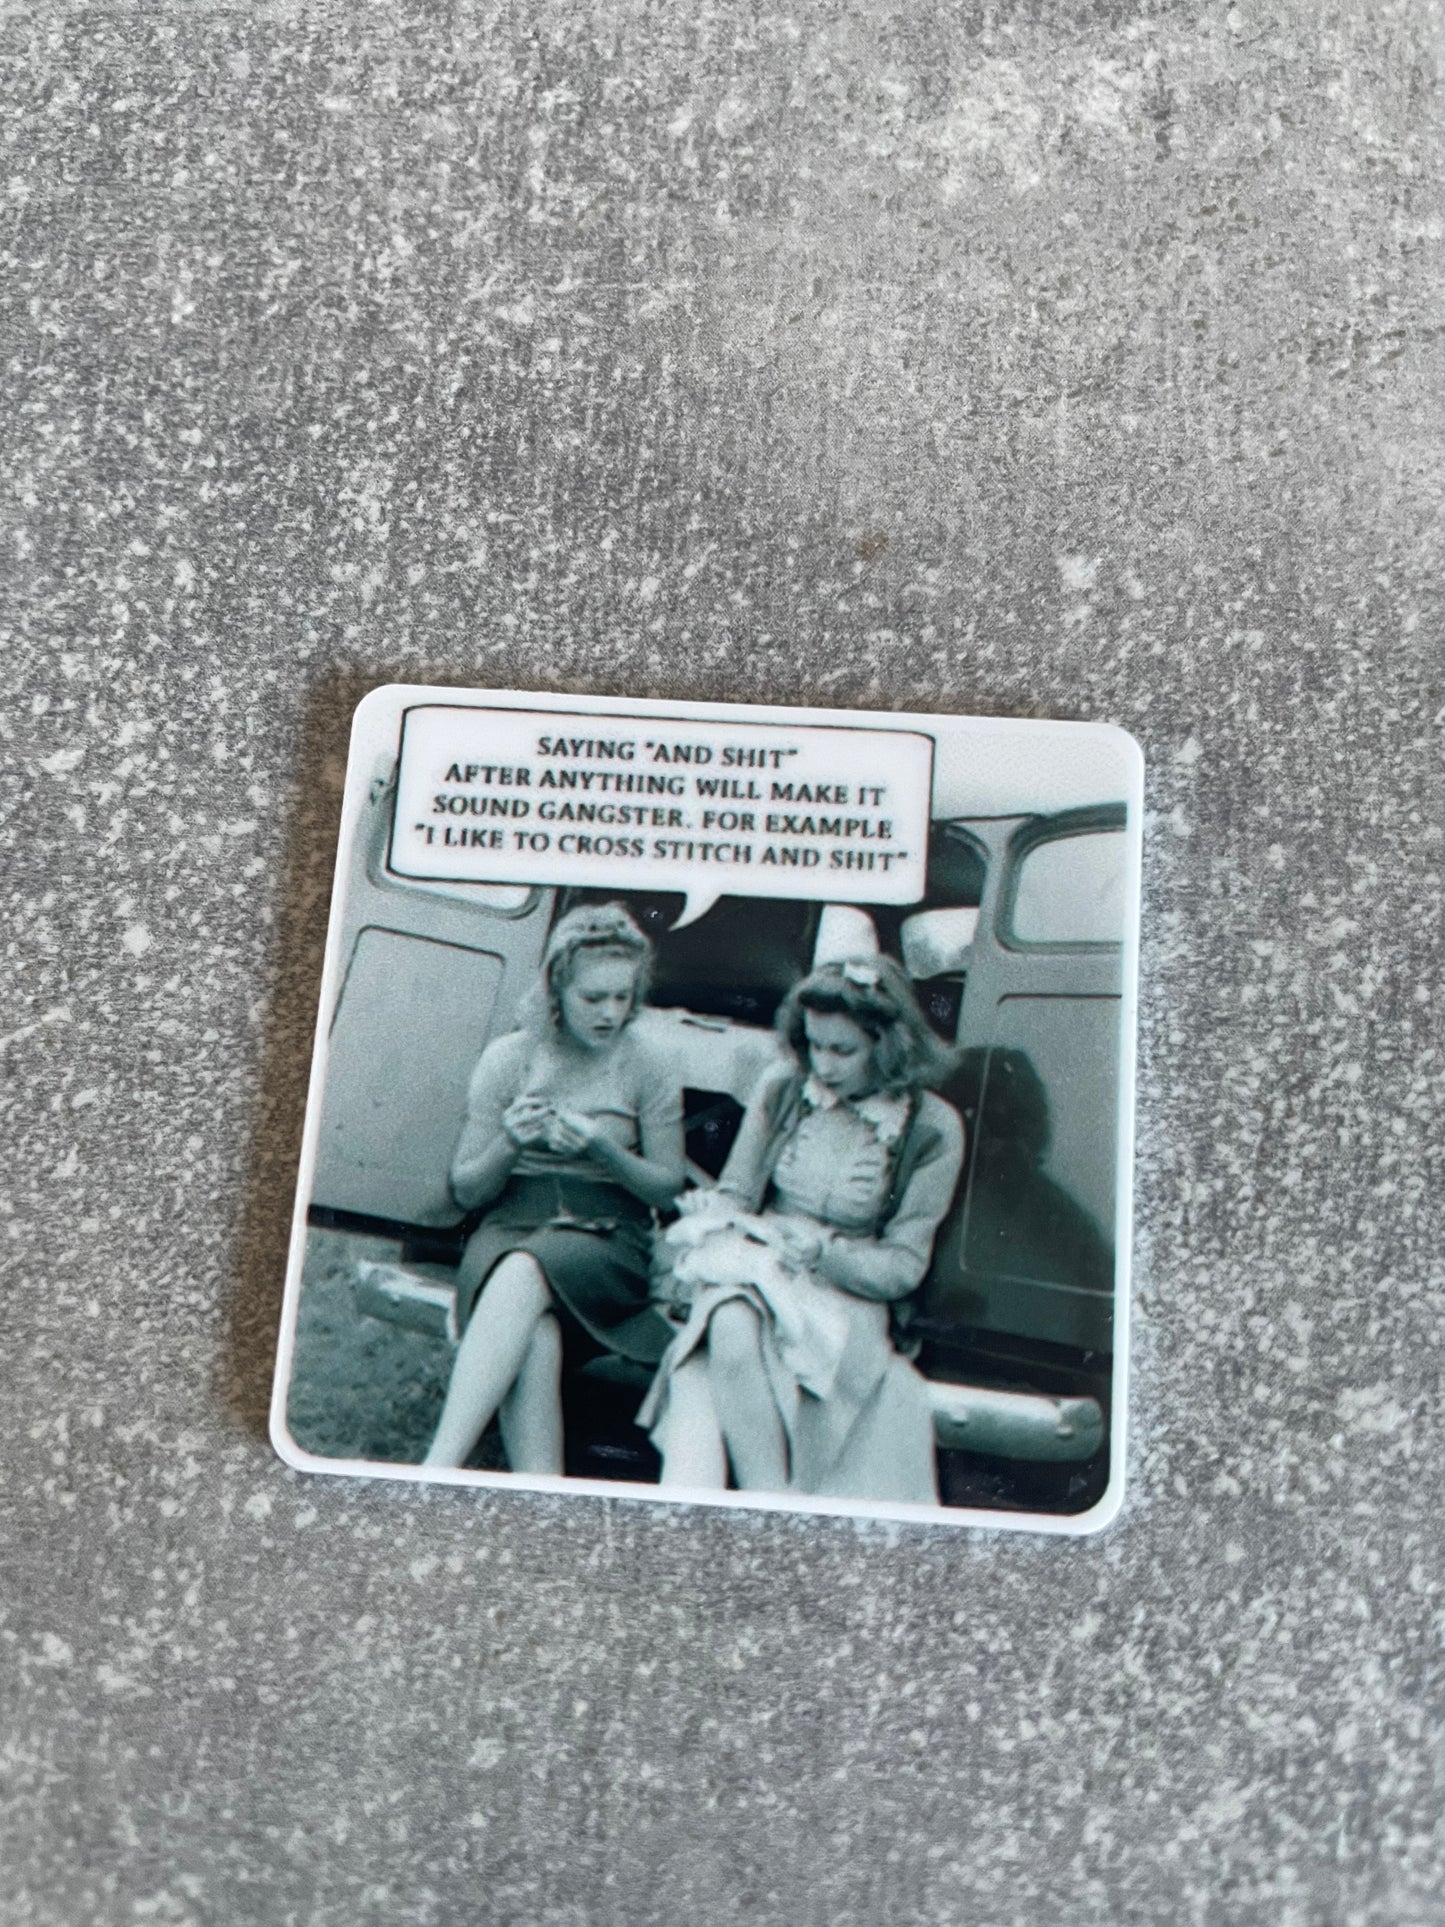 SAYING "AND SHIT"
AFTER ANYTHING WILL MAKE IT
SOUND GANGSTER. FOR EXAMPLE
"I LIKE TO CROSS STITCH AND SHIT"